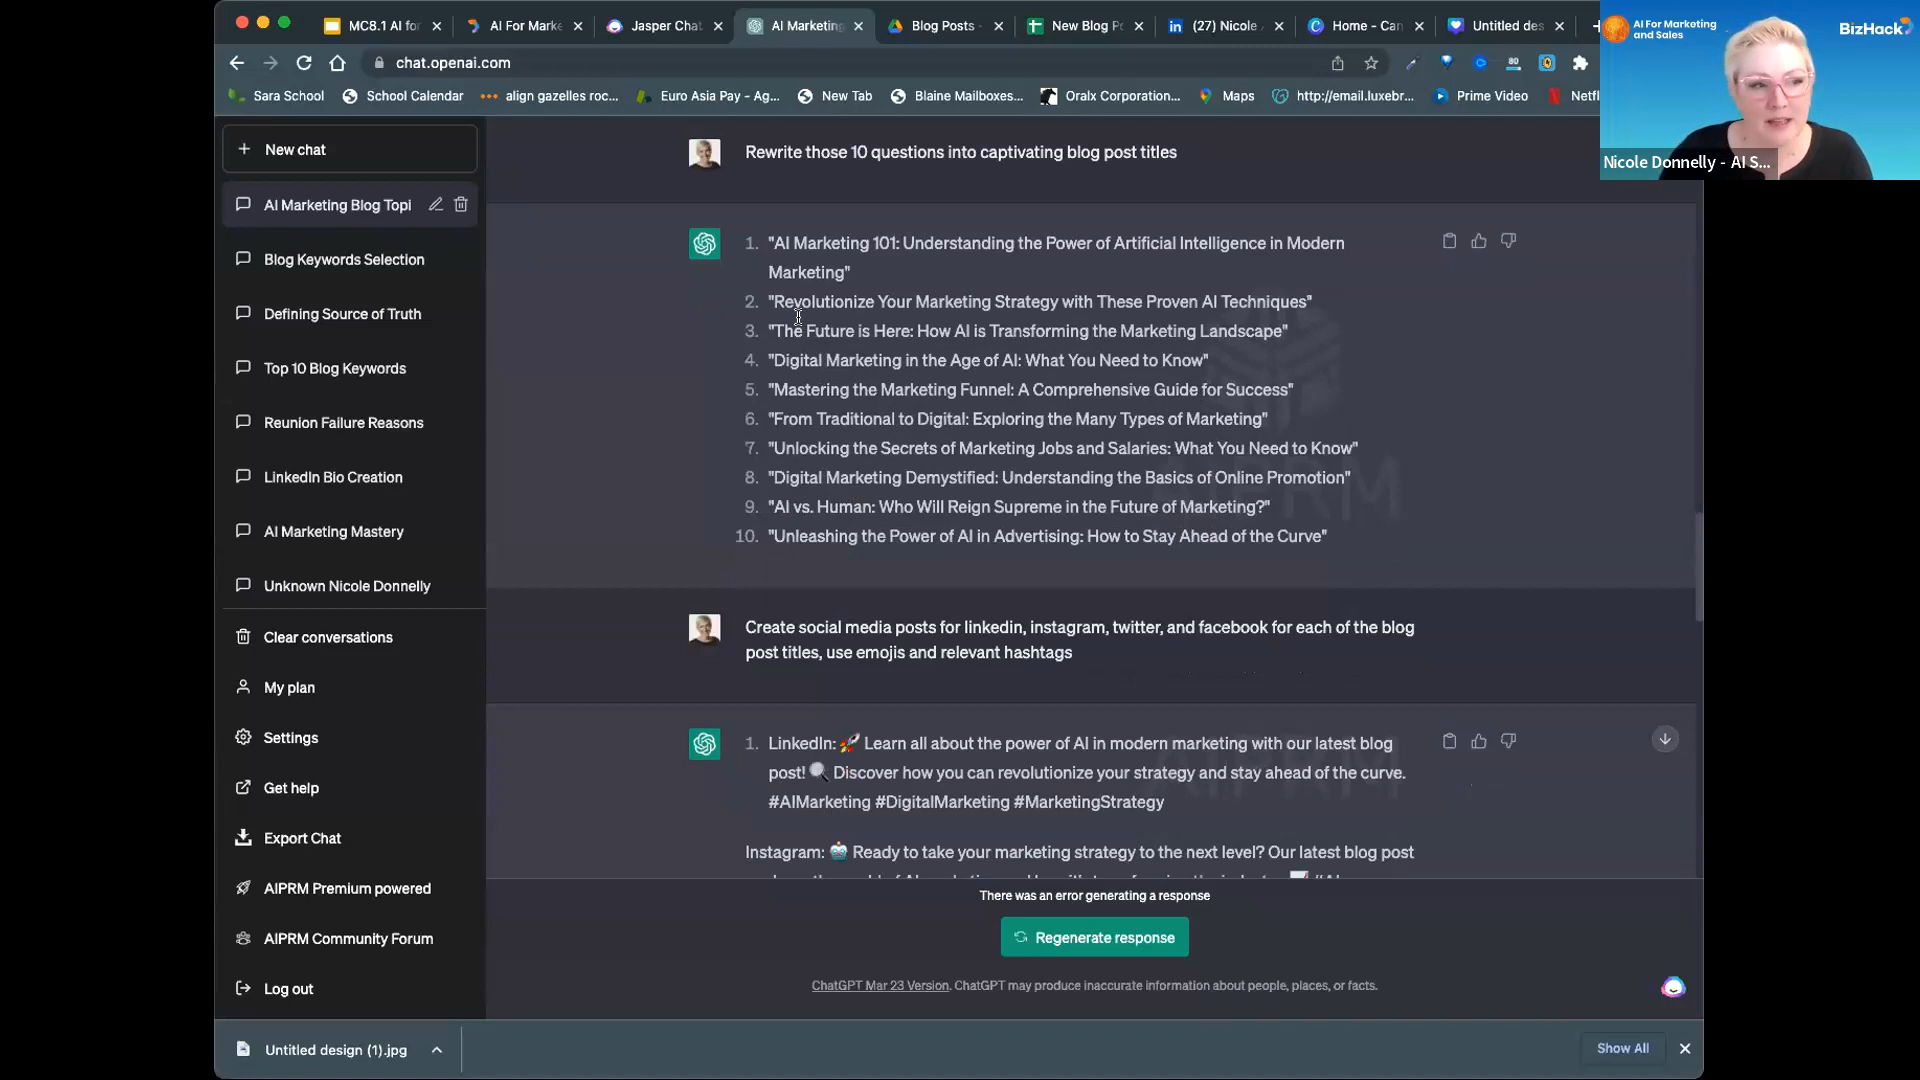 MC8.1 AI for
AI For Marke
Jasper Chat
AI Marketing
Blog Posts -
New Blog P
(27) Nicole
Home - Can
Untitled des
chat.openai.com
80
Sara School
School Calendar
align gazelles roc...
Euro Asia Pay - Ag...
New Tab
Blaine Mailboxes...
Oralx Corporation...
Maps
http://email.luxebr...
Prime Video
Netfl
AI For Marketing
and Sales
BizHack
Nicole Donnelly - AI S...
New chat
AI Marketing Blog Topi
Blog Keywords Selection
Defining Source of Truth
Top 10 Blog Keywords
Reunion Failure Reasons
LinkedIn Bio Creation
AI Marketing Mastery
Unknown Nicole Donnelly
Clear conversations
My plan
Settings
Get help
Export Chat
AIPRM Premium powered
AIPRM Community Forum
Log out
Rewrite those 10 questions into captivating blog post titles
1. "AI Marketing 101: Understanding the Power of Artificial Intelligence in Modern
Marketing"
2. "Revolutionize Your Marketing Strategy with These Proven AI Techniques"
3. "The Future is Here: How AI is Transforming the Marketing Landscape"
4. "Digital Marketing in the Age of AI: What You Need to Know"
5. "Mastering the Marketing Funnel: A Comprehensive Guide for Success"
6. "From Traditional to Digital: Exploring the Many Types of Marketing"
7. "Unlocking the Secrets of Marketing Jobs and Salaries: What You Need to Know"
8. "Digital Marketing Demystified: Understanding the Basics of Online Promotion"
9. "AI vs. Human: Who Will Reign Supreme in the Future of Marketing?"
10. "Unleashing the Power of AI in Advertising: How to Stay Ahead of the Curve"
AIPRM
Create social media posts for linkedin, instagram, twitter, and facebook for each of the blog
post titles, use emojis and relevant hashtags
1. LinkedIn: 🚀 Learn all about the power of AI in modern marketing with our latest blog
post! 🔍 Discover how you can revolutionize your strategy and stay ahead of the curve.
#AIMarketing #DigitalMarketing #MarketingStrategy
AIPRM
Instagram: 🤖 Ready to take your marketing strategy to the next level? Our latest blog post
There was an error generating a response
Regenerate response
ChatGPT Mar 23 Version. ChatGPT may produce inaccurate information about people, places, or facts.
Untitled design (1).jpg
Show All